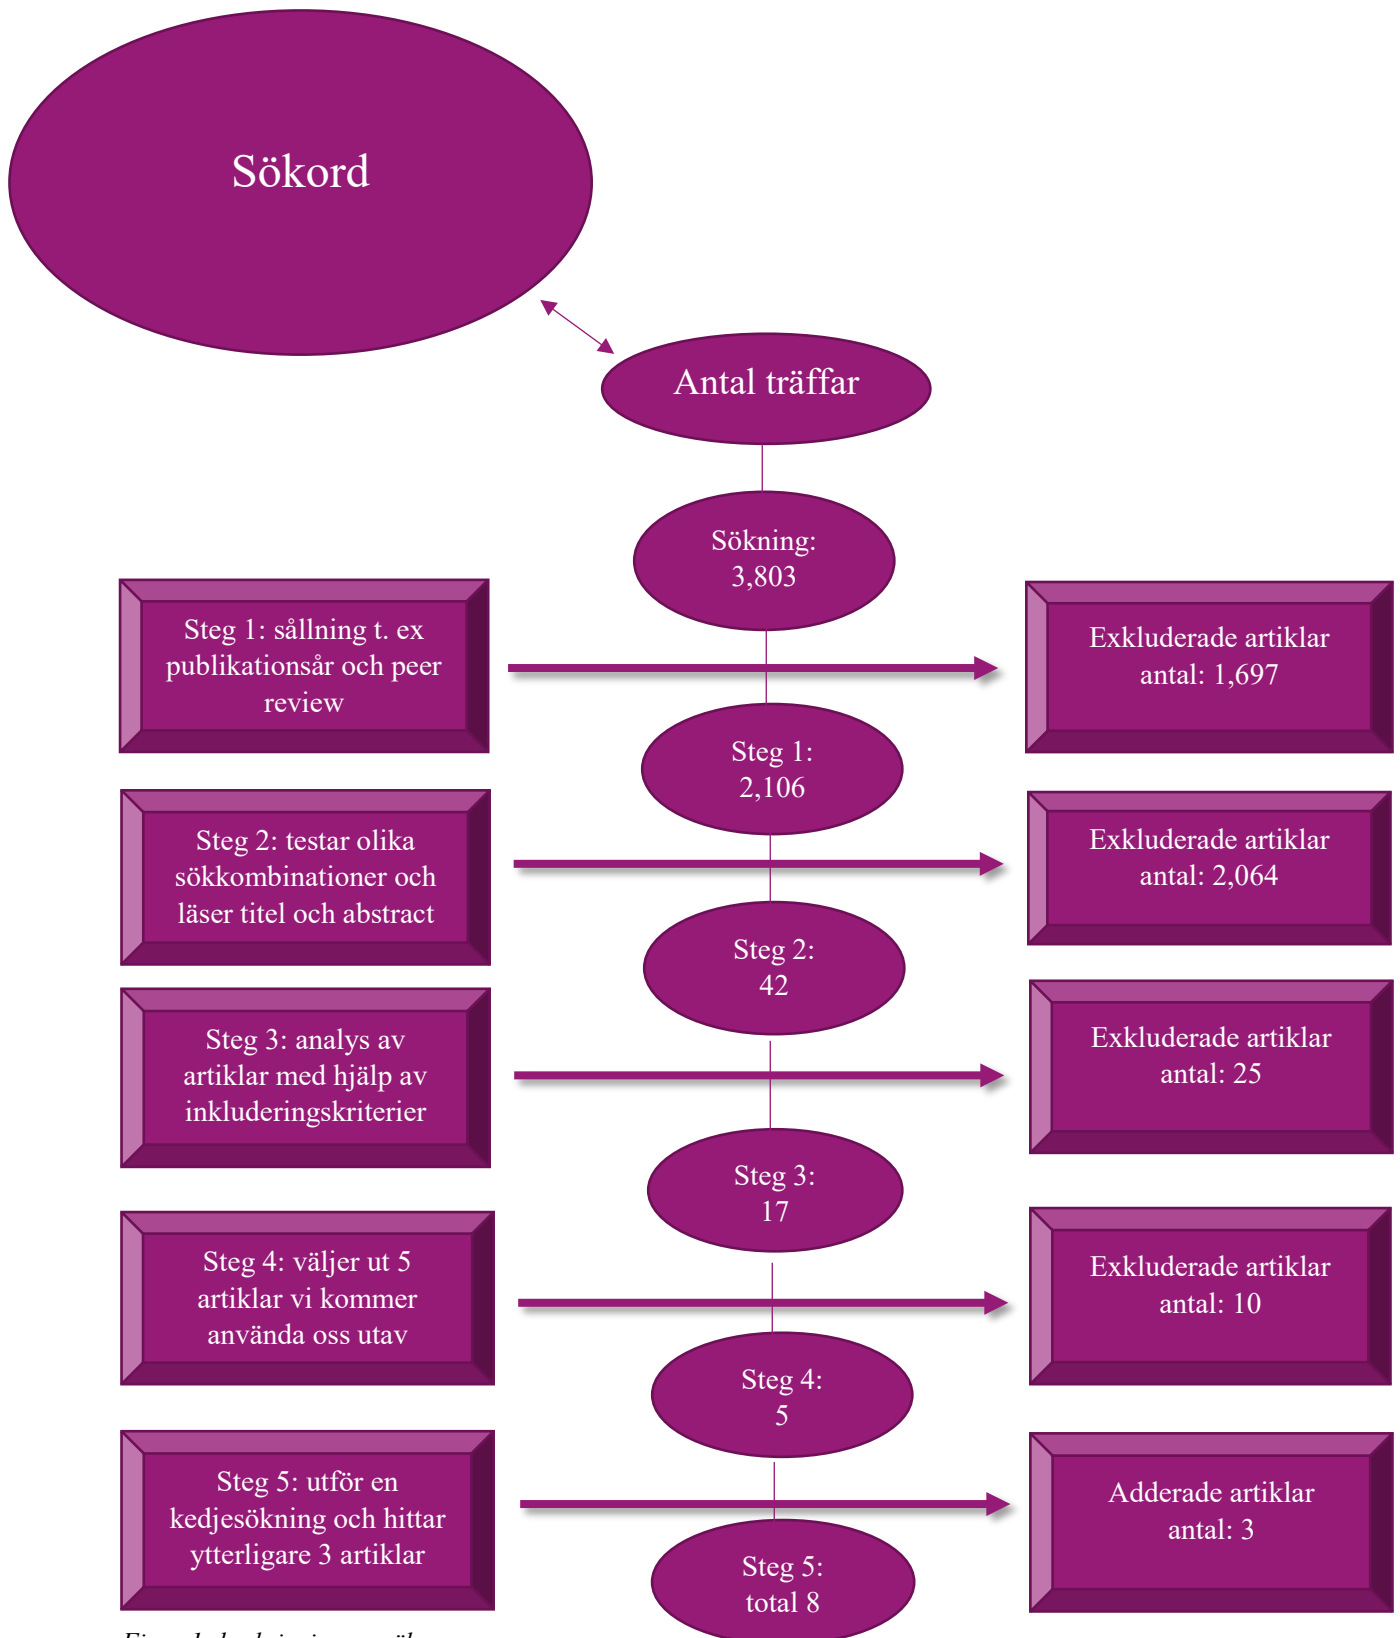 Sökord
Antal träffar
Sökning:
3,803
Steg 1: sållning t. ex
publikationsår och peer
review
Exkluderade artiklar
antal: 1,697
Steg 1:
2,106
Steg 2: testar olika
sökkombinationer och
läser titel och abstract
Exkluderade artiklar
antal: 2,064
Steg 2:
42
Steg 3: analys av
artiklar med hjälp av
inkluderingskriterier
Exkluderade artiklar
antal: 25
Steg 3:
17
Steg 4: väljer ut 5
artiklar vi kommer
använda oss utav
Exkluderade artiklar
antal: 10
Steg 4:
5
Steg 5: utför en
kedjesökning och hittar
ytterligare 3 artiklar
Adderade artiklar
antal: 3
Steg 5:
total 8